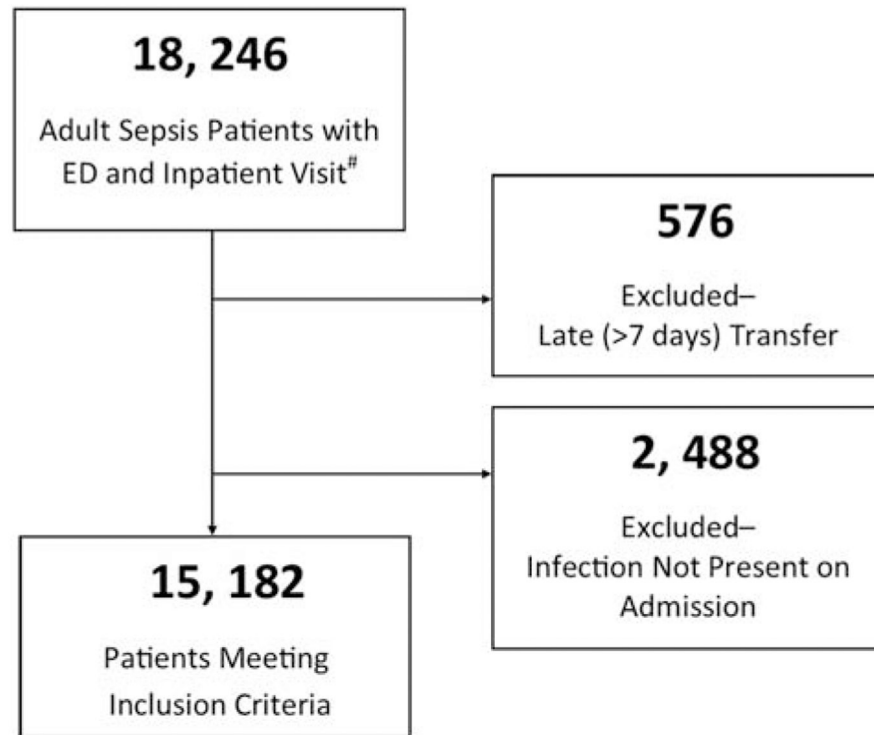 18, 246
Adult Sepsis Patients with
ED and Inpatient Visit#
576
Excluded–
Late (>7 days) Transfer
2, 488
Excluded–
Infection Not Present on
Admission
15, 182
Patients Meeting
Inclusion Criteria